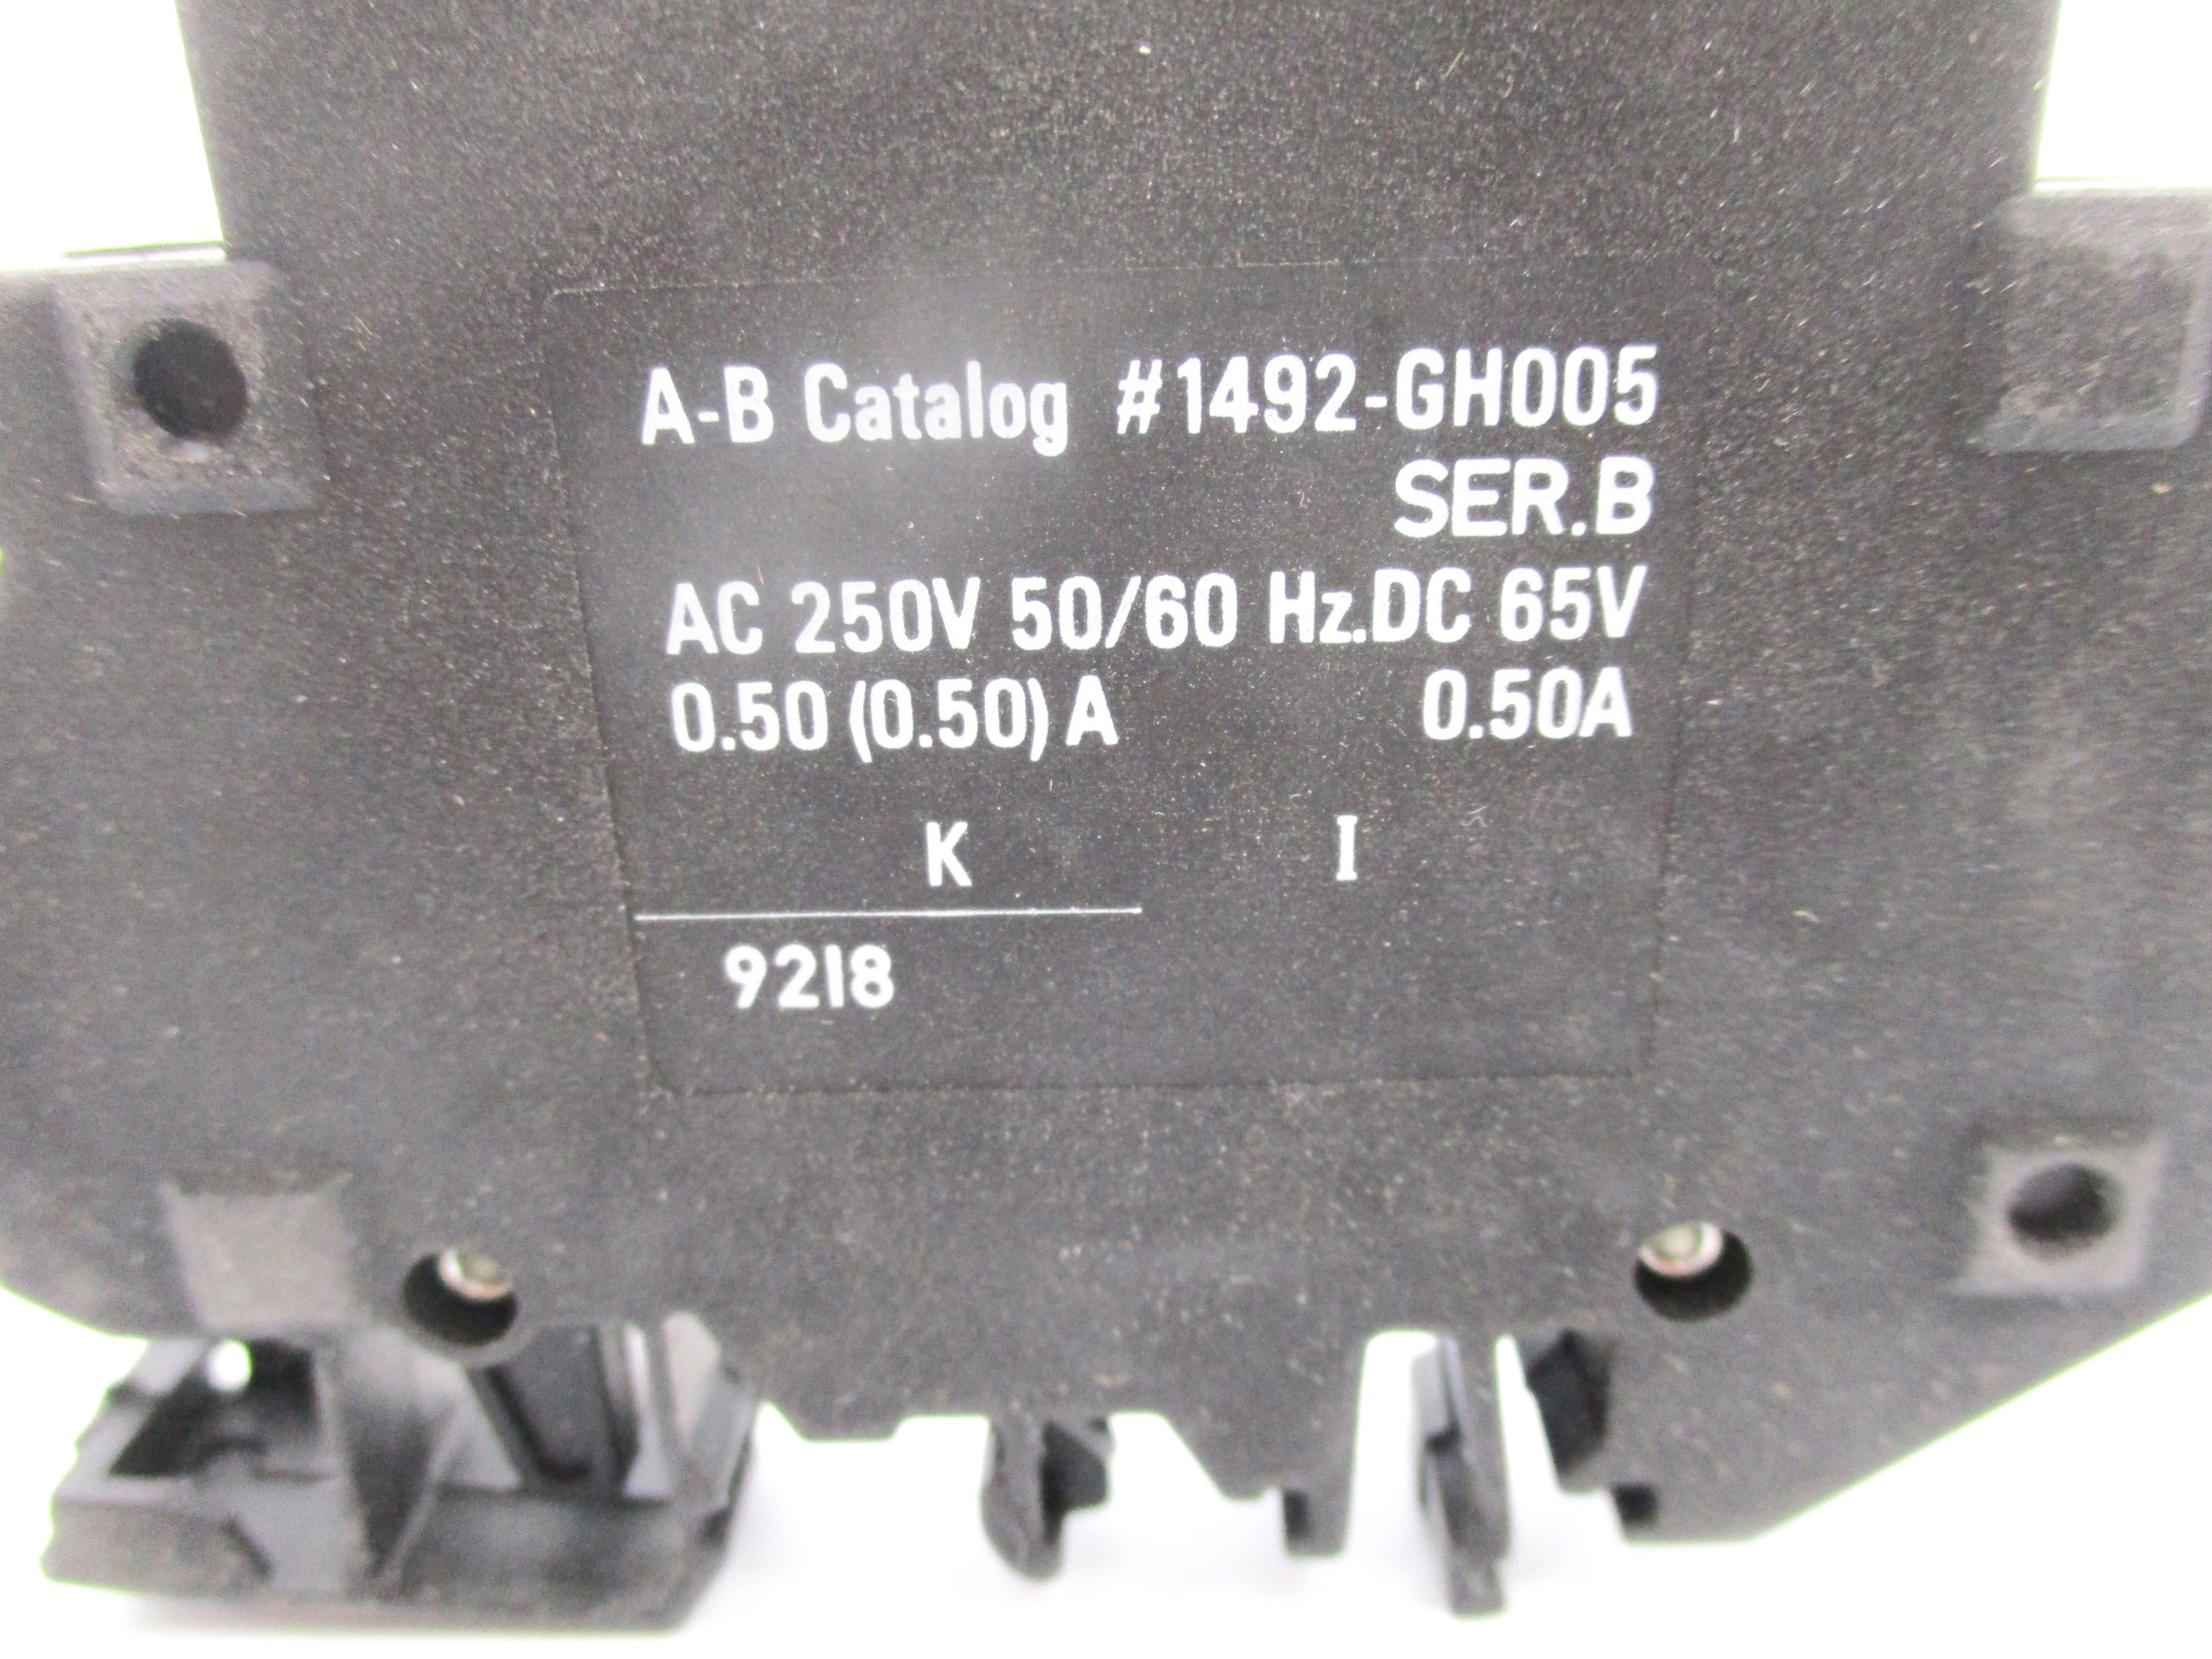 A-B Catalog #1492-GH005
SER.B
AC 250V 50/60 Hz.DC 65V
0.50 (0.50) A 0.50A
K I
9218